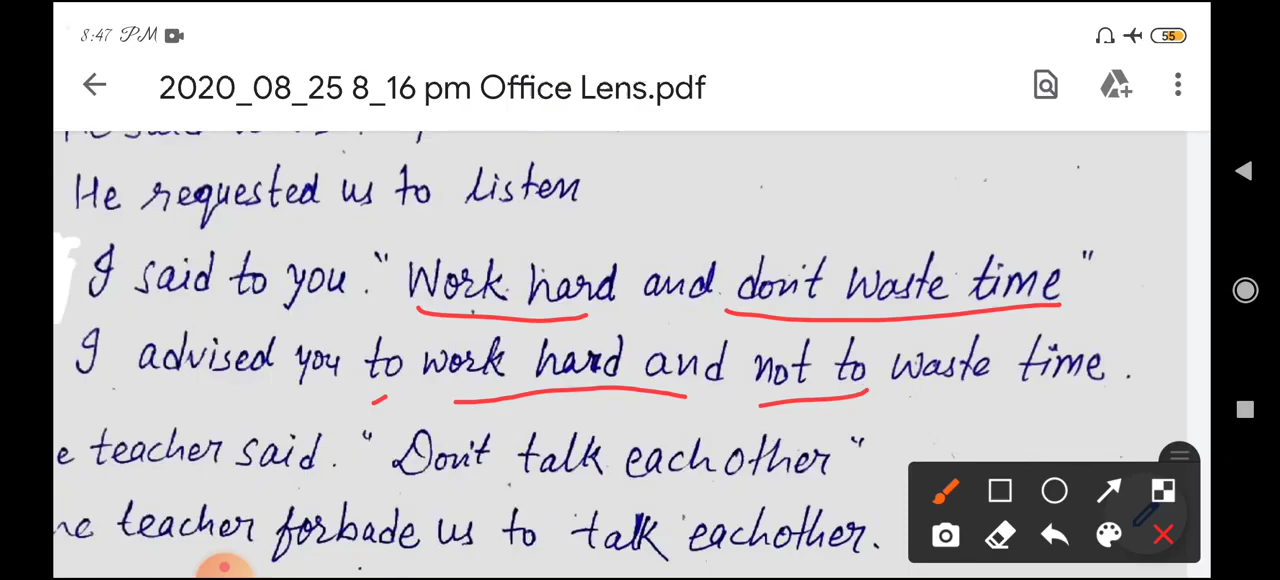 8:47 PM
55
2020_08_25 8_16 pm Office Lens.pdf
He requested us to listen
I said to you. "Work hard and don't waste time"
I advised you to work hard and not to waste time.
e teacher said. "Don't talk eachother"
he teacher forbade us to talk eachother.